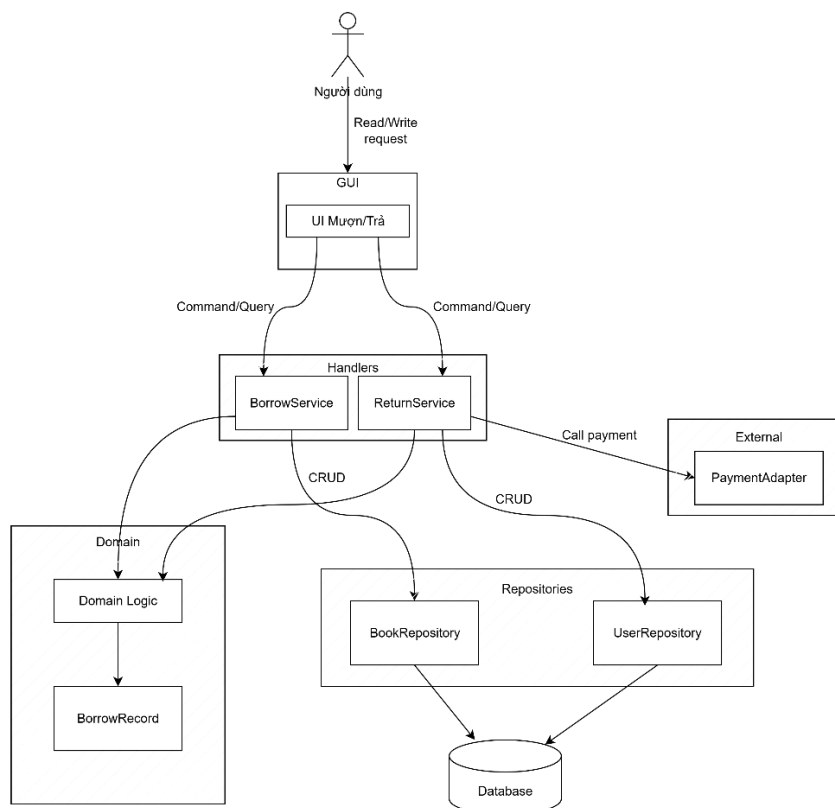 Người dùng
Read/Write
request
GUI
UI Mượn/Trả
Command/Query
Command/Query
Handlers
BorrowService
ReturnService
Call payment
External
PaymentAdapter
CRUD
CRUD
Domain
Domain Logic
BorrowRecord
Repositories
BookRepository
UserRepository
Database